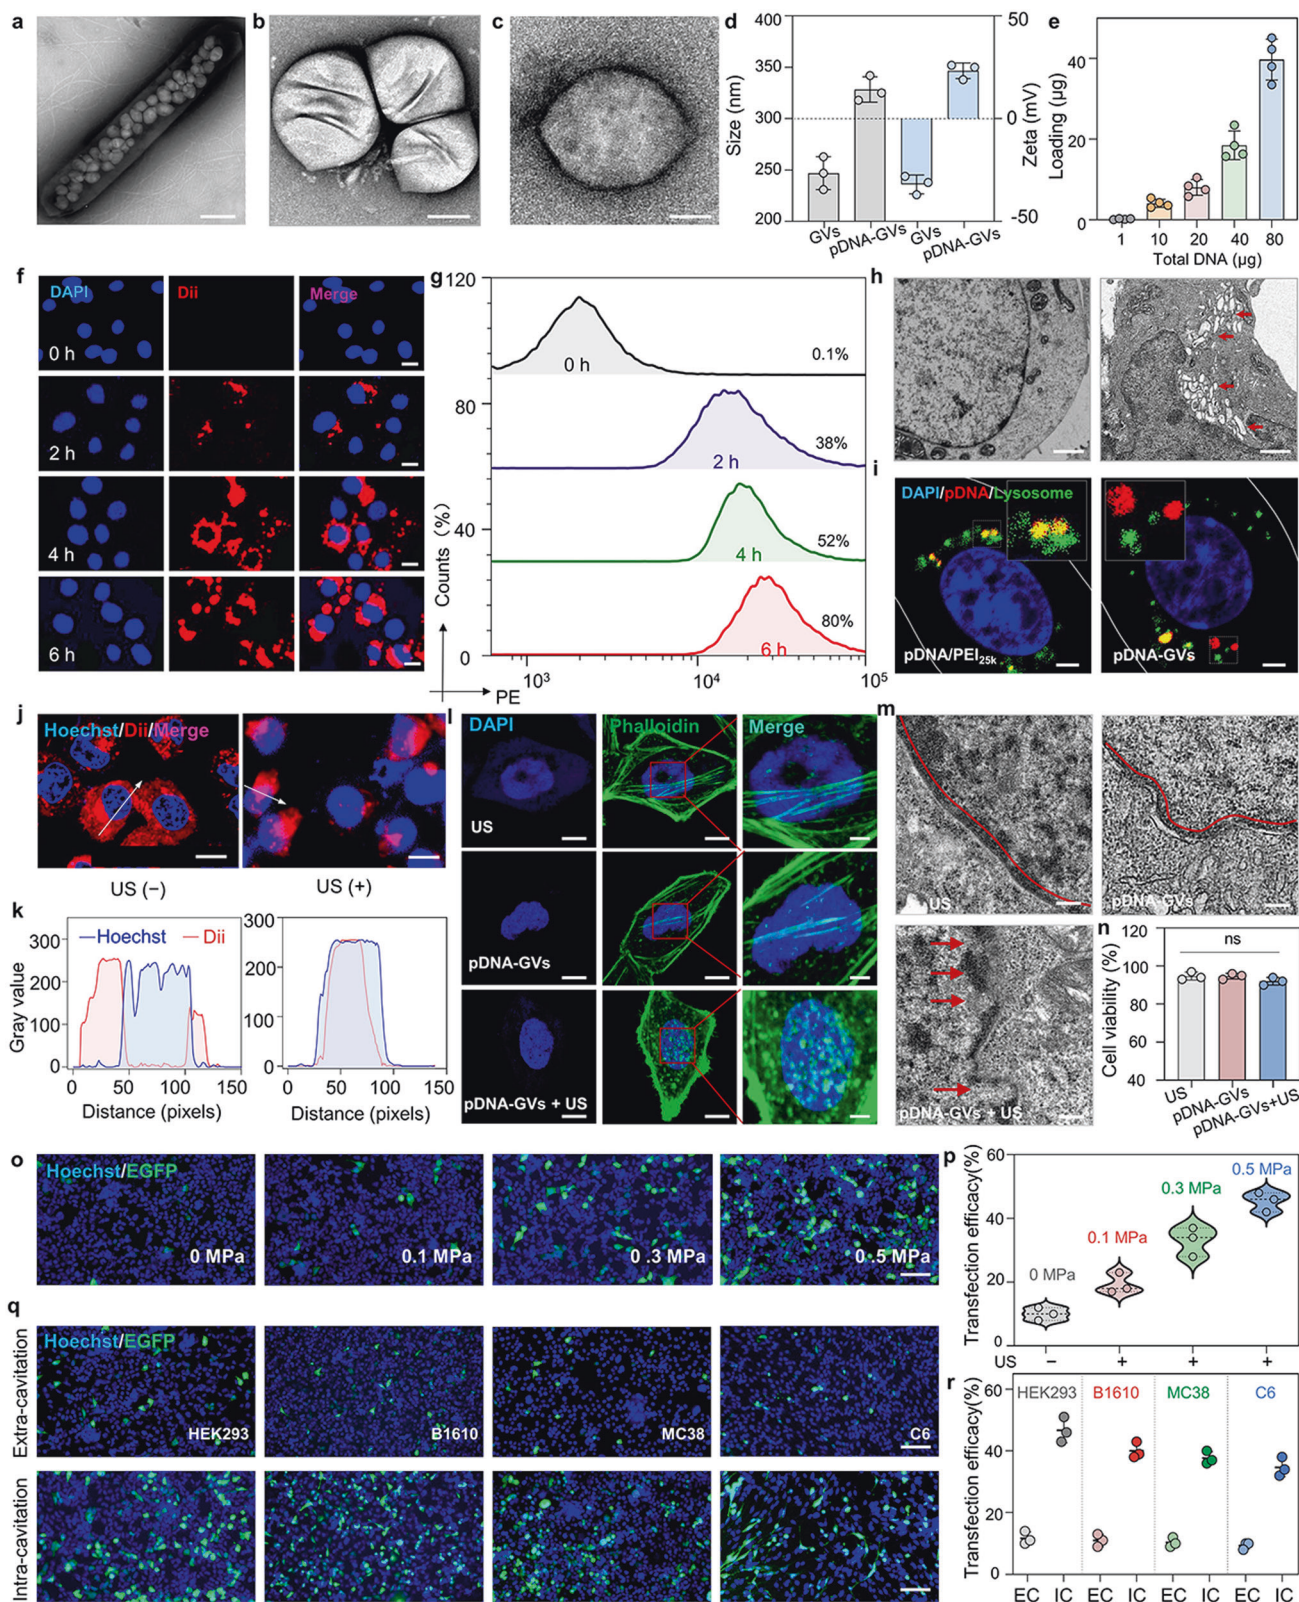 a
b
c
d
400
350
300
250
200
Size (nm)
50
0
-50
Zeta (mV)
GVs
pDNA-GVs
GVs
pDNA-GVs
e
Loading (µg)
40
20
0
1 10 20 40 80
Total DNA (µg)
f
DAPI Dii Merge
0 h
2 h
4 h
6 h
g
120
80
40
0
Counts (%)
0 h
0.1%
2 h
38%
4 h
52%
6 h
80%
10³ 10⁴ 10⁵
PE
h
i
DAPI/pDNA/Lysosome
pDNA/PEI25k
pDNA-GVs
j
Hoechst/Dii/Merge
US (−) US (+)
k
Hoechst Dii
Gray value
300
200
100
0
0 50 100 150
Distance (pixels)
300
200
100
0
0 50 100 150
Distance (pixels)
l
DAPI Phalloidin Merge
US
pDNA-GVs
pDNA-GVs + US
m
US
pDNA-GVs
pDNA-GVs + US
n
ns
Cell viability (%)
120
100
80
60
40
US
pDNA-GVs
pDNA-GVs+US
o
Hoechst/EGFP
0 MPa
0.1 MPa
0 .3 MPa
0 .5 MPa
p
Transfection efficacy(%)
60
40
20
0
0 MPa
0.1 MPa
0.3 MPa
0.5 MPa
US − + + +
q
Hoechst/EGFP
Extra-cavitation
HEK293
B1610
MC38
C6
Intra-cavitation
r
Transfection efficacy(%)
60
40
20
0
HEK293 B1610 MC38 C6
EC IC EC IC EC IC EC IC